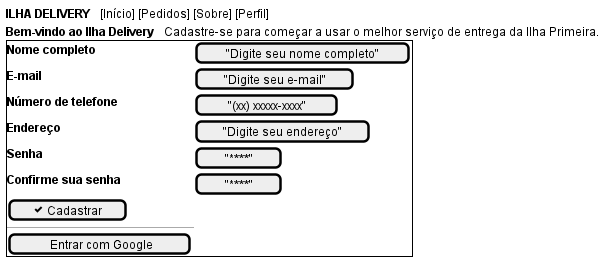 ILHA DELIVERY [Início] [Pedidos] [Sobre] [Perfil]
Bem-vindo ao Ilha Delivery Cadastre-se para começar a usar o melhor serviço de entrega da Ilha Primeira.
Nome completo "Digite seu nome completo"
E-mail "Digite seu e-mail"
Número de telefone "(xx) xxxxx-xxxx"
Endereço "Digite seu endereço"
Senha "****"
Confirme sua senha "****"
✔ Cadastrar
Entrar com Google